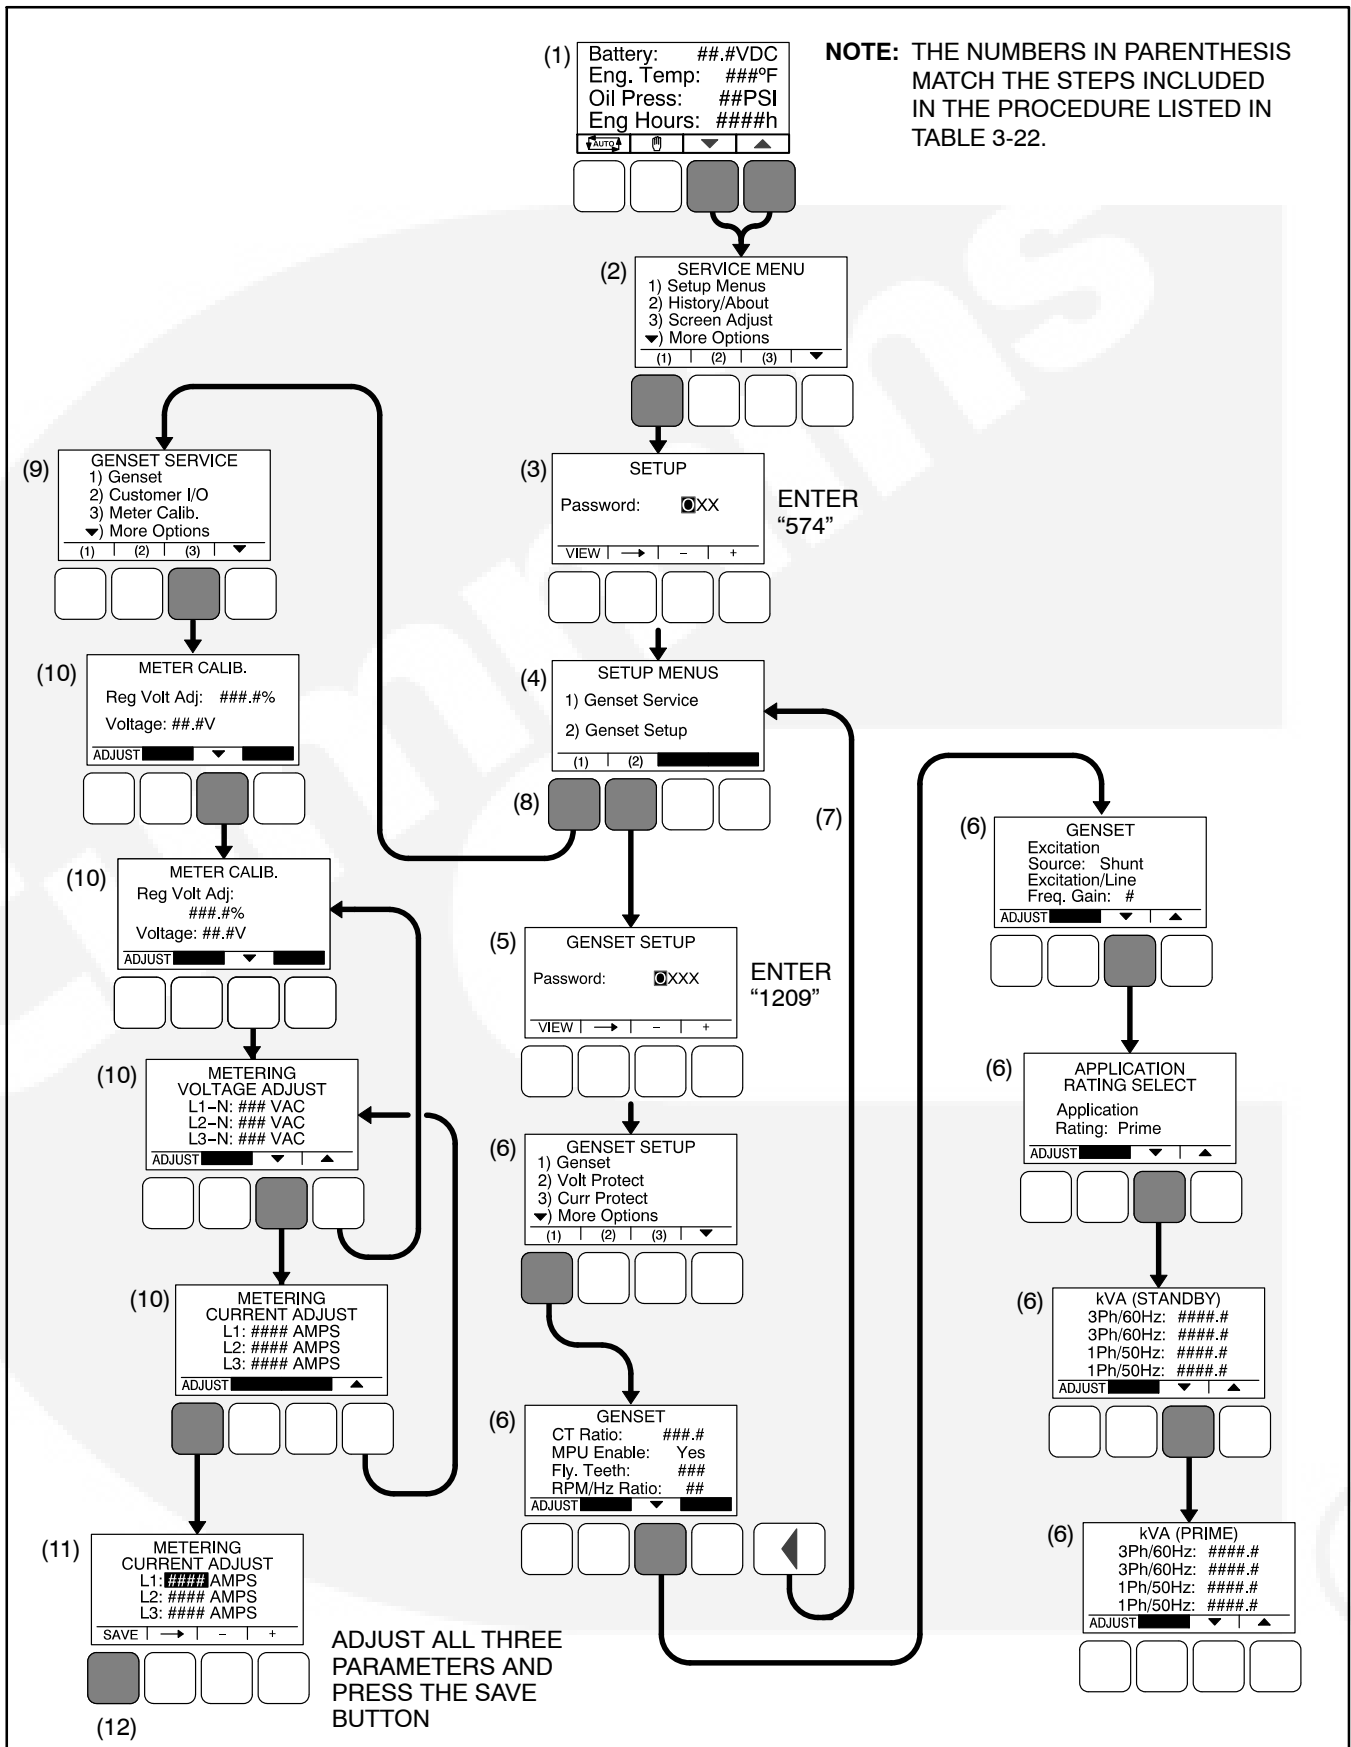 (1)
Battery: ##.#VDC
Eng. Temp: ###ºF
Oil Press: ##PSI
Eng Hours: ####h
AUTO
NOTE: THE NUMBERS IN PARENTHESIS
MATCH THE STEPS INCLUDED
IN THE PROCEDURE LISTED IN
TABLE 3-22.
(2)
SERVICE MENU
1) Setup Menus
2) History/About
3) Screen Adjust
▼) More Options
(1) (2) (3) ▼
(3)
SETUP
Password: 0XX
VIEW → − +
ENTER
“574”
(4)
SETUP MENUS
1) Genset Service
2) Genset Setup
(1) (2)
(8)
(7)
(5)
GENSET SETUP
Password: 0XXX
VIEW → − +
ENTER
“1209”
(6)
GENSET SETUP
1) Genset
2) Volt Protect
3) Curr Protect
▼) More Options
(1) (2) (3) ▼
(6)
GENSET
CT Ratio: ###.#
MPU Enable: Yes
Fly. Teeth: ###
RPM/Hz Ratio: ##
ADJUST ▼
(6)
GENSET
Excitation
Source: Shunt
Excitation/Line
Freq. Gain: #
ADJUST ▼ ▲
(6)
APPLICATION
RATING SELECT
Application
Rating: Prime
ADJUST ▼ ▲
(6)
kVA (STANDBY)
3Ph/60Hz: ####.#
3Ph/60Hz: ####.#
1Ph/50Hz: ####.#
1Ph/50Hz: ####.#
ADJUST ▼ ▲
(6)
kVA (PRIME)
3Ph/60Hz: ####.#
3Ph/60Hz: ####.#
1Ph/50Hz: ####.#
1Ph/50Hz: ####.#
ADJUST ▼ ▲
(9)
GENSET SERVICE
1) Genset
2) Customer I/O
3) Meter Calib.
▼) More Options
(1) (2) (3) ▼
(10)
METER CALIB.
Reg Volt Adj: ###.#%
Voltage: ##.#V
ADJUST ▼
(10)
METER CALIB.
Reg Volt Adj:
###.#%
Voltage: ##.#V
ADJUST ▼
(10)
METERING
VOLTAGE ADJUST
L1−N: ### VAC
L2−N: ### VAC
L3−N: ### VAC
ADJUST ▼ ▲
(10)
METERING
CURRENT ADJUST
L1: #### AMPS
L2: #### AMPS
L3: #### AMPS
ADJUST ▲
(11)
METERING
CURRENT ADJUST
L1: #### AMPS
L2: #### AMPS
L3: #### AMPS
SAVE → − +
(12)
ADJUST ALL THREE
PARAMETERS AND
PRESS THE SAVE
BUTTON
Cummins